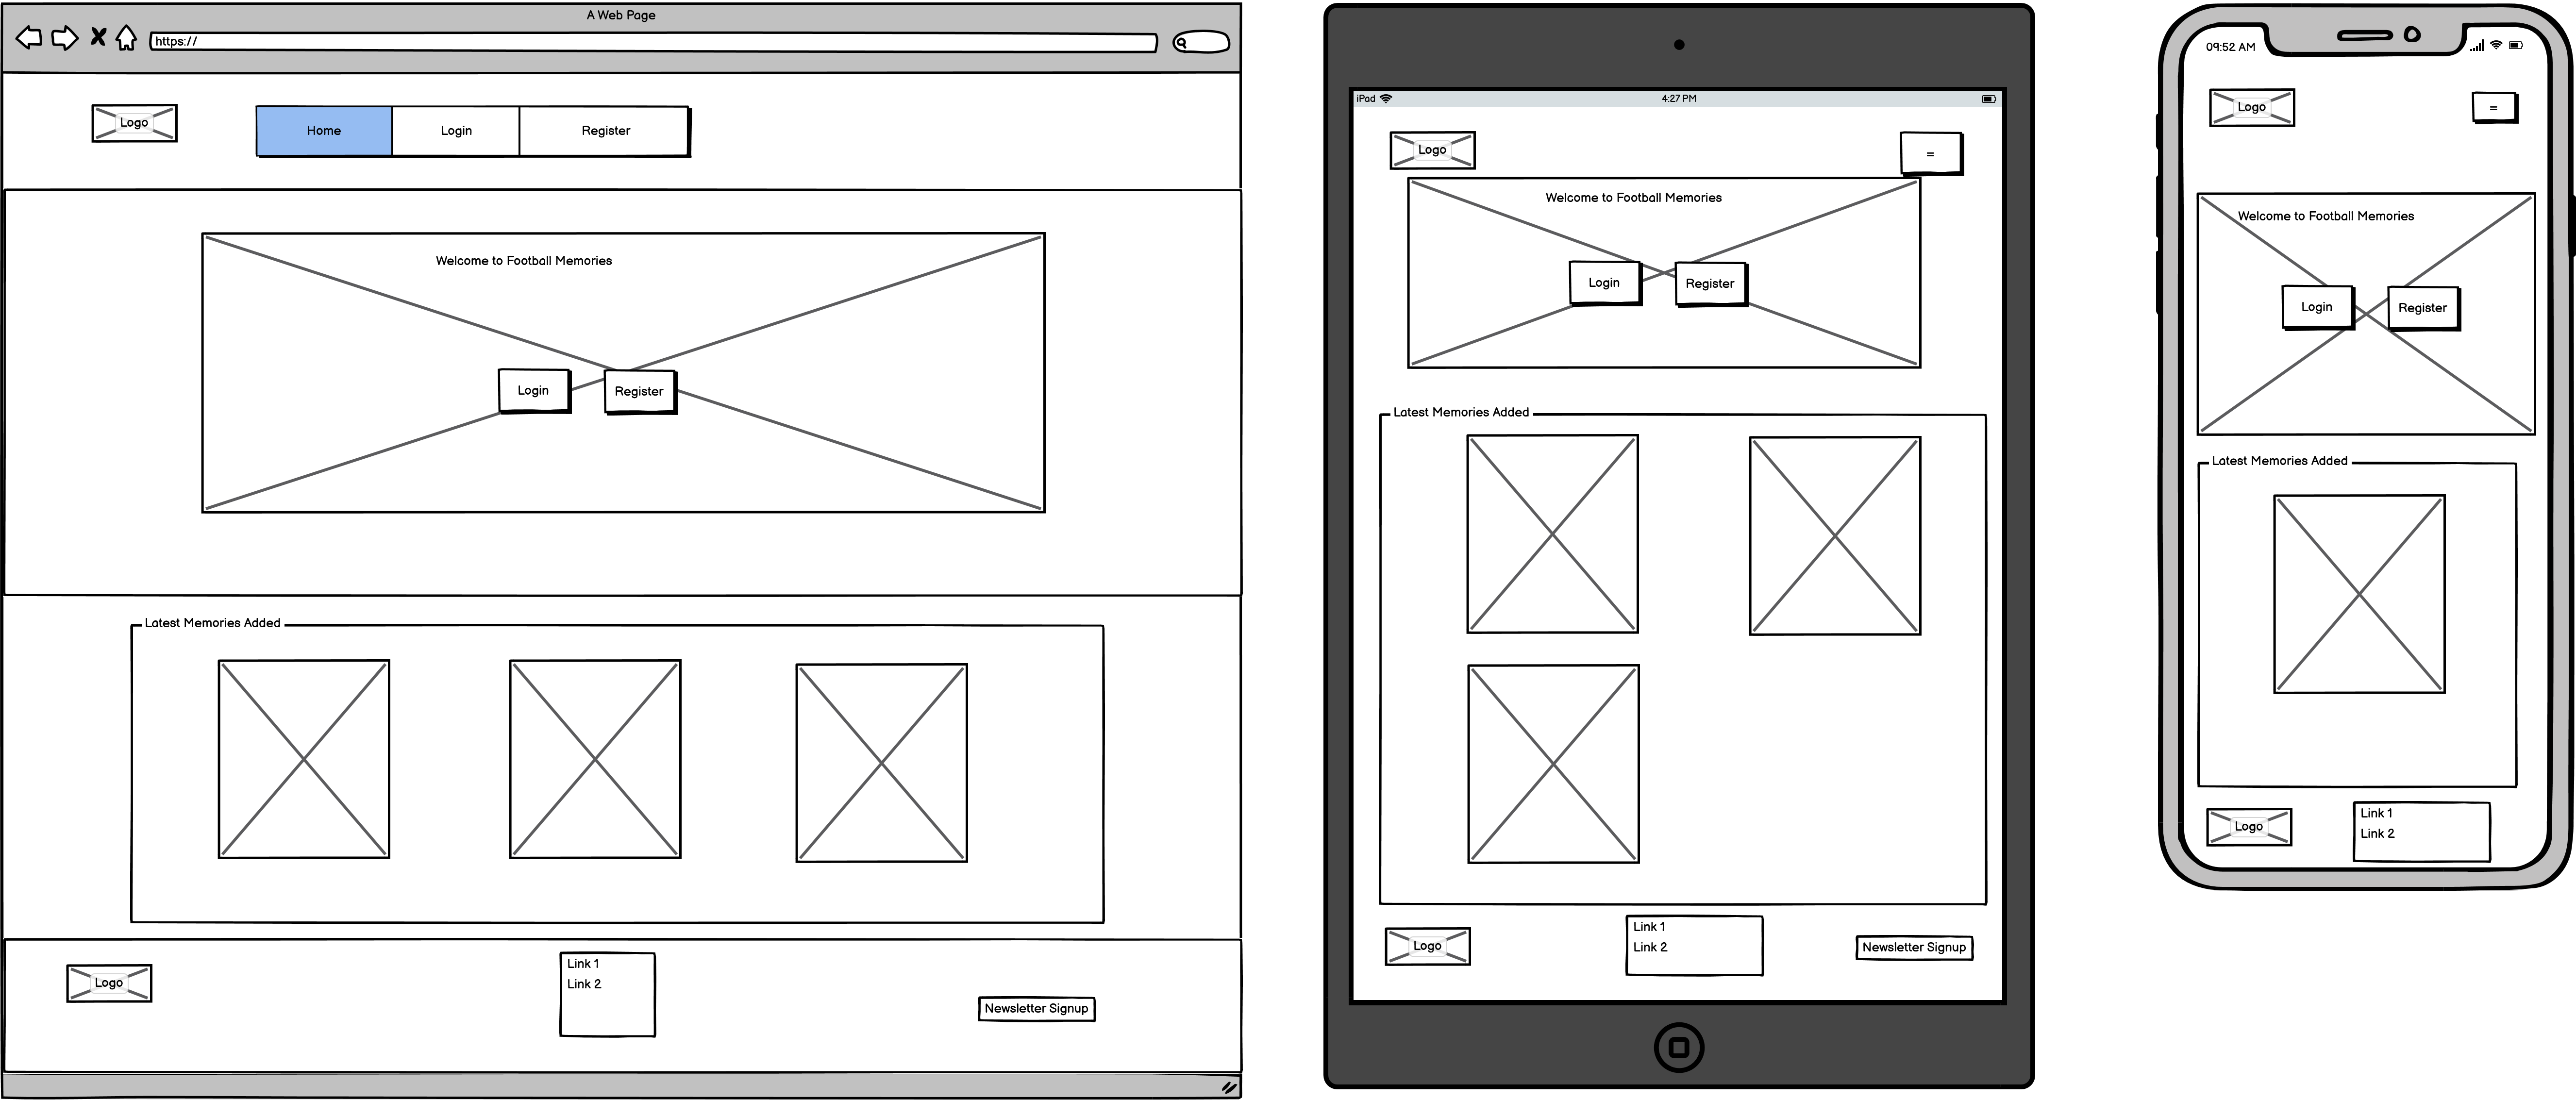 A Web Page
https://
Logo
Home
Login
Register
Welcome to Football Memories
Login
Register
Latest Memories Added
Logo
Link 1
Link 2
Newsletter Signup
iPad
4:27 PM
Logo
=
Welcome to Football Memories
Login
Register
Latest Memories Added
Logo
Link 1
Link 2
Newsletter Signup
09:52 AM
Logo
=
Welcome to Football Memories
Login
Register
Latest Memories Added
Logo
Link 1
Link 2